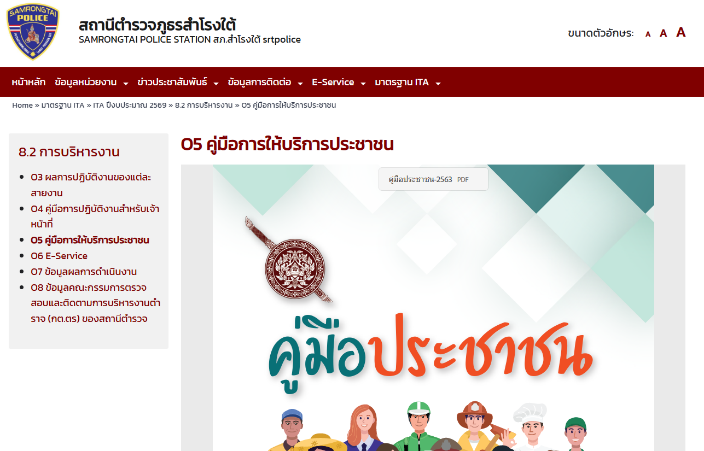 SAMRONGTAI
POLICE
สถานีตำรวจภูธรสำโรงใต้
SAMRONGTAI POLICE STATION สภ.สำโรงใต้ srtpolice
ขนาดตัวอักษร: A A A
หน้าหลัก ข้อมูลหน่วยงาน ข่าวประชาสัมพันธ์ ข้อมูลการติดต่อ E-Service มาตรฐาน ITA
Home » มาตรฐาน ITA » ITA ปีงบประมาณ 2569 » 8.2 การบริหารงาน » O5 คู่มือการให้บริการประชาชน
8.2 การบริหารงาน
O3 ผลการปฏิบัติงานของแต่ละ
สายงาน
O4 คู่มือการปฏิบัติงานสำหรับเจ้า
หน้าที่
O5 คู่มือการให้บริการประชาชน
O6 E-Service
O7 ข้อมูลผลการดำเนินงาน
O8 ข้อมูลคณะกรรมการตรวจ
สอบและติดตามการบริหารงานตำ
รวจ (กต.ตร) ของสถานีตำรวจ
O5 คู่มือการให้บริการประชาชน
คู่มือประชาชน-2563 PDF
คู่มือประชาชน